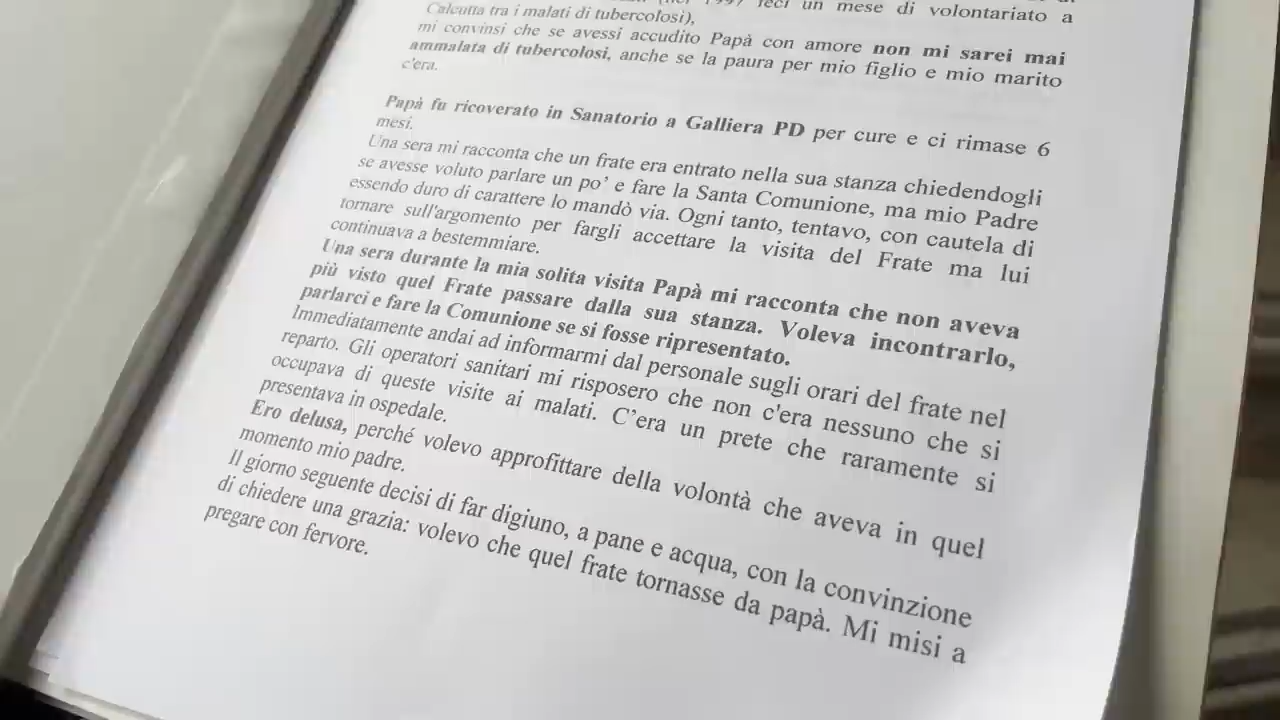 (nel 1997 feci un mese di volontariato a
Calcutta tra i malati di tubercolosi),
mi convinsi che se avessi accudito Papà con amore non mi sarei mai
ammalata di tubercolosi, anche se la paura per mio figlio e mio marito
c'era.
Papà fu ricoverato in Sanatorio a Galliera PD per cure e ci rimase 6
mesi.
Una sera mi racconta che un frate era entrato nella sua stanza chiedendogli
se avesse voluto parlare un po’ e fare la Santa Comunione, ma mio Padre
essendo duro di carattere lo mandò via. Ogni tanto, tentavo, con cautela di
tornare sull'argomento per fargli accettare la visita del Frate ma lui
continuava a bestemmiare.
Una sera durante la mia solita visita Papà mi racconta che non aveva
più visto quel Frate passare dalla sua stanza. Voleva incontrarlo,
parlarci e fare la Comunione se si fosse ripresentato.
Immediatamente andai ad informarmi dal personale sugli orari del frate nel
reparto. Gli operatori sanitari mi risposero che non c'era nessuno che si
occupava di queste visite ai malati. C’era un prete che raramente si
presentava in ospedale.
Ero delusa, perché volevo approfittare della volontà che aveva in quel
momento mio padre.
Il giorno seguente decisi di far digiuno, a pane e acqua, con la convinzione
di chiedere una grazia: volevo che quel frate tornasse da papà. Mi misi a
pregare con fervore.